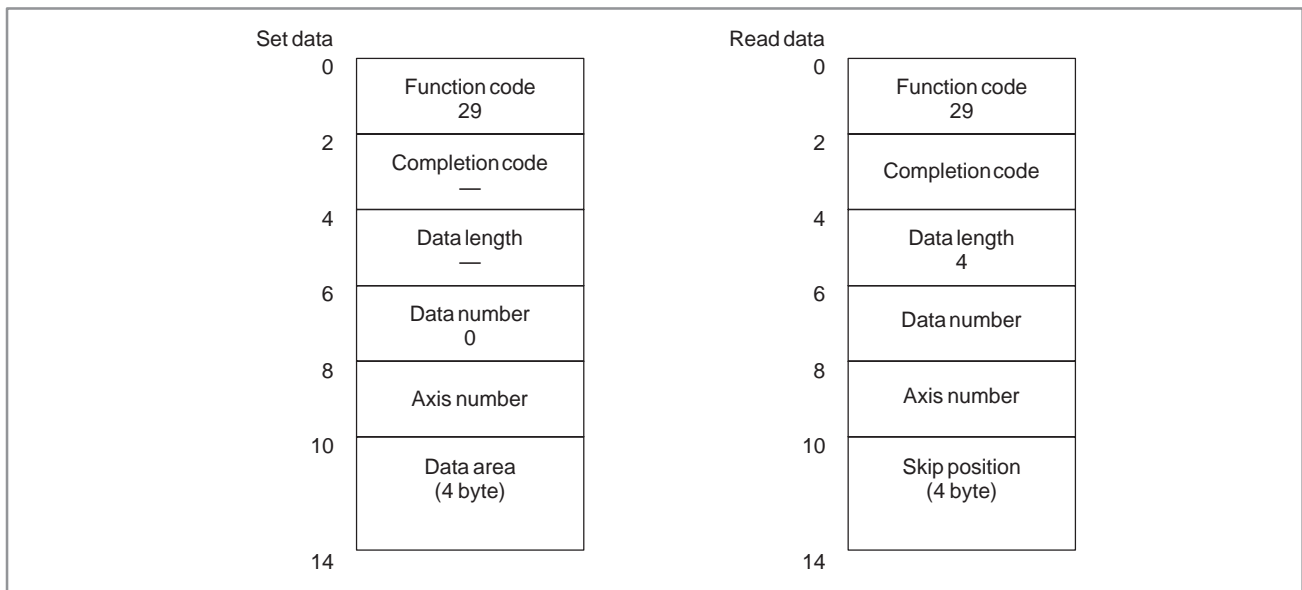 Set data
0
Function code
29
2
Completion code
—
4
Data length
—
6
Data number
0
8
Axis number
10
Data area
(4 byte)
14
Read data
0
Function code
29
2
Completion code
4
Data length
4
6
Data number
8
Axis number
10
Skip position
(4 byte)
14